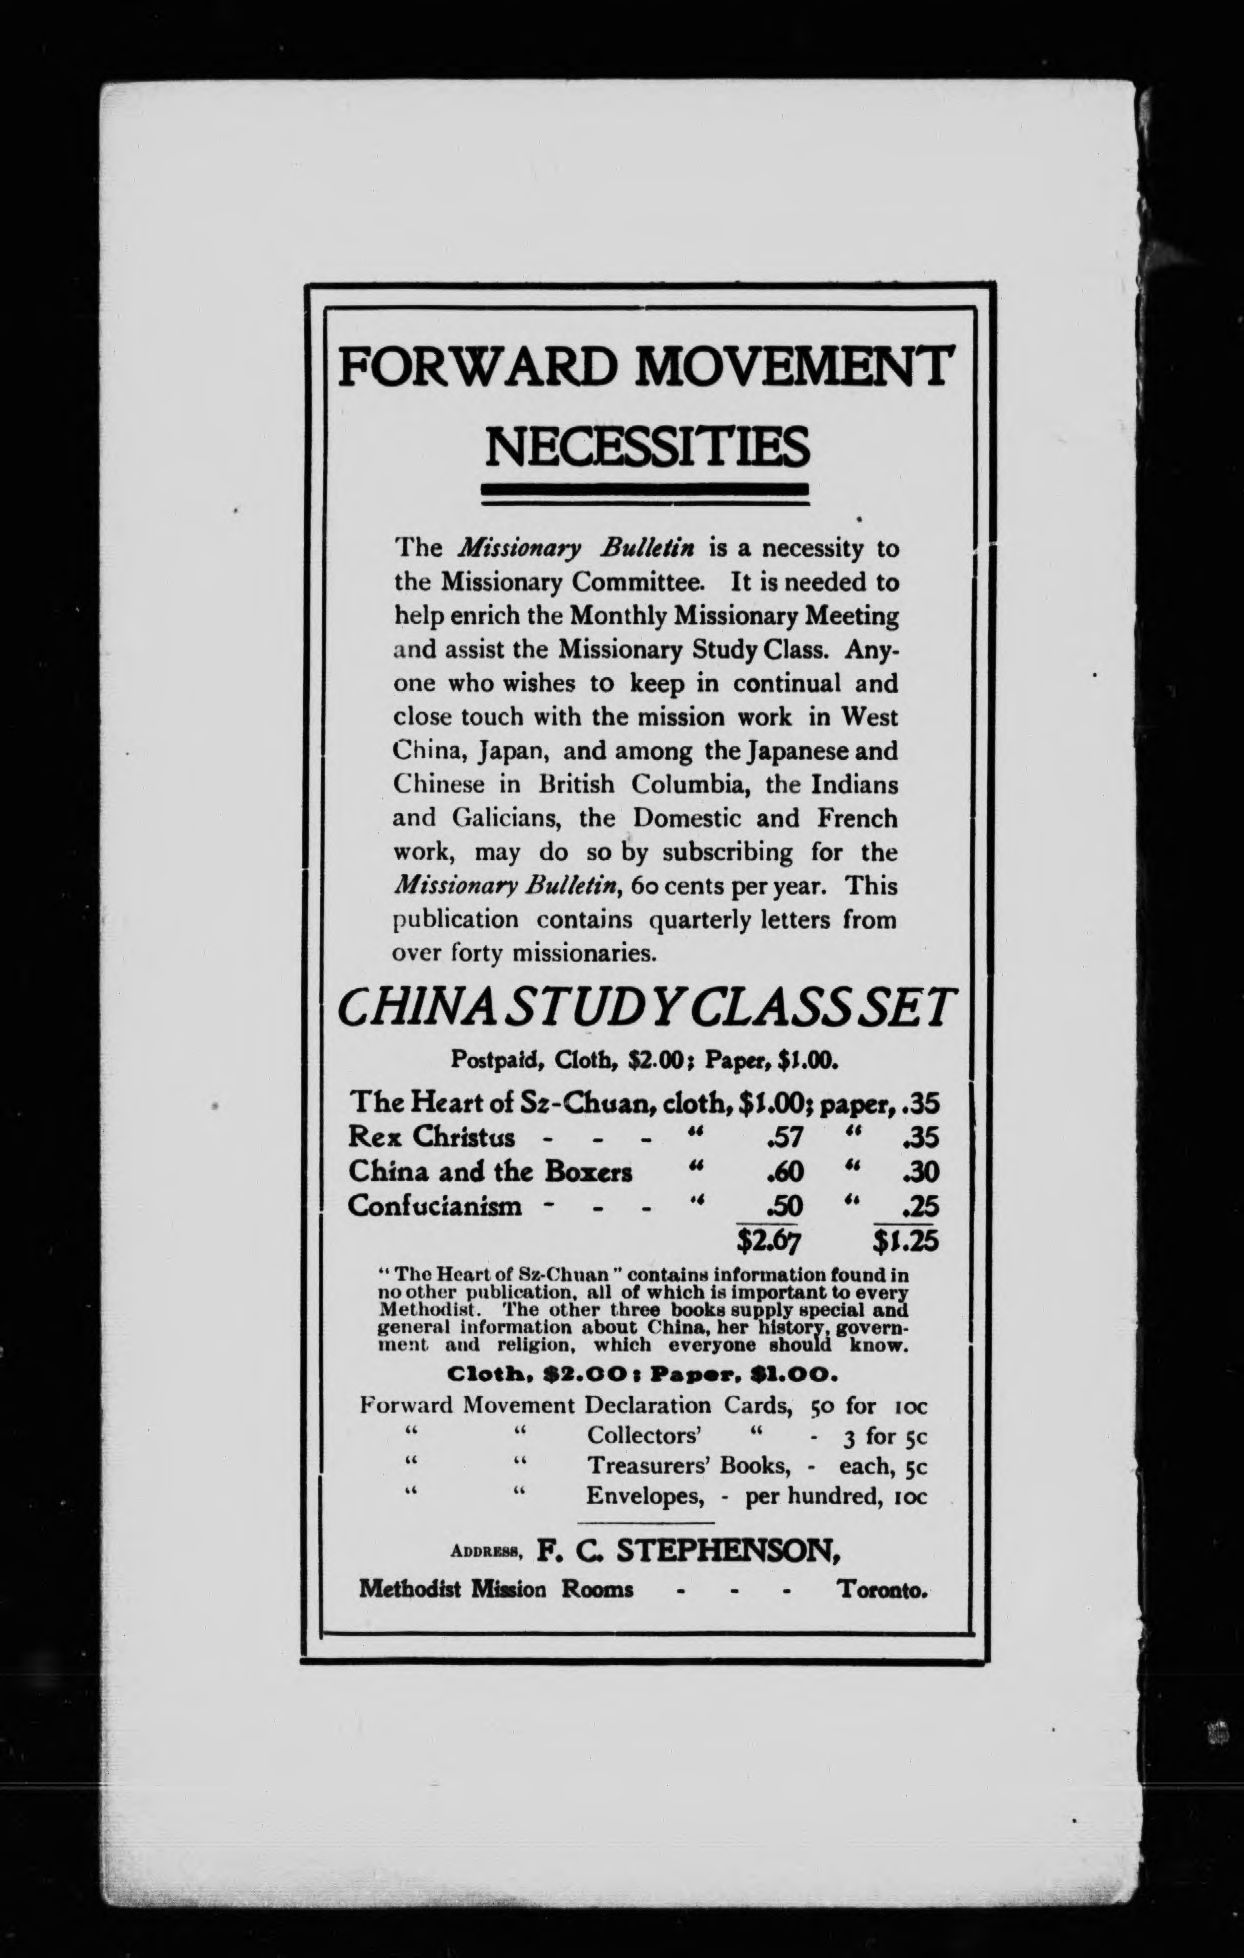 FORWARD MOVEMENT
NECESSITIES
The Missionary Bulletin is a necessity to
the Missionary Committee. It is needed to
help enrich the Monthly Missionary Meeting
and assist the Missionary Study Class. Any-
one who wishes to keep in continual and
close touch with the mission work in West
China, Japan, and among the Japanese and
Chinese in British Columbia, the Indians
and Galicians, the Domestic and French
work, may do so by subscribing for the
Missionary Bulletin, 60 cents per year. This
publication contains quarterly letters from
over forty missionaries.
CHINA STUDY CLASS SET
Postpaid, Cloth, $2.00; Paper, $1.00.
The Heart of Sz-Chuan, cloth, $1.00; paper, .35
Rex Christus - - - “ .57 “ .35
China and the Boxers “ .60 “ .30
Confucianism - - - “ .50 “ .25
$2.67 $1.25
“ The Heart of Sz-Chuan ” contains information found in
no other publication, all of which is important to every
Methodist. The other three books supply special and
general information about China, her history, govern-
ment and religion, which everyone should know.
Cloth, $2.00; Paper, $1.00.
Forward Movement Declaration Cards, 50 for 10c
“ “ Collectors’ “ - 3 for 5c
“ “ Treasurers’ Books, - each, 5c
“ “ Envelopes, - per hundred, 10c
ADDRESS, F. C. STEPHENSON,
Methodist Mission Rooms - - - Toronto.